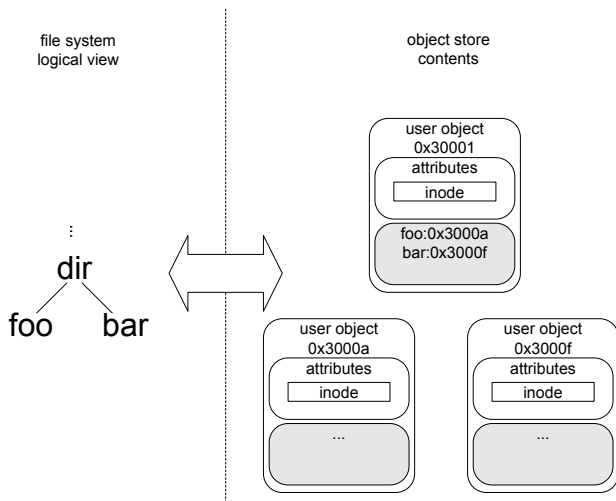 file system
logical view
object store
contents
user object
0x30001
attributes
inode
foo:0x3000a
bar:0x3000f
...
dir
foo
bar
user object
0x3000a
attributes
inode
...
user object
0x3000f
attributes
inode
...